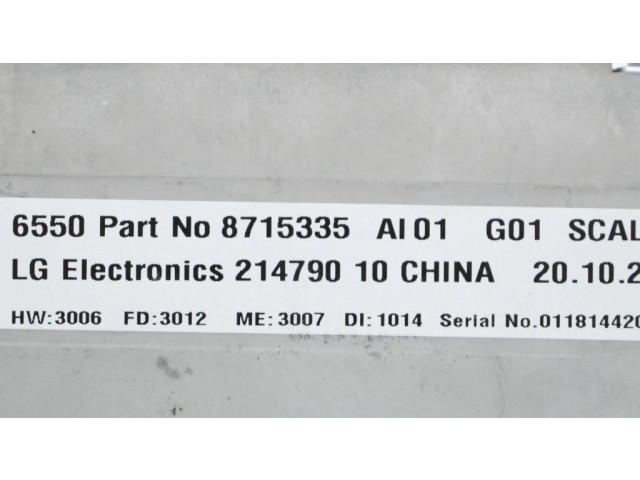 6550 Part No 8715335 AI 01 G01 SCAL
LG Electronics 214790 10 CHINA 20.10.2
HW:3006 FD:3012 ME:3007 DI:1014 Serial No.011814420